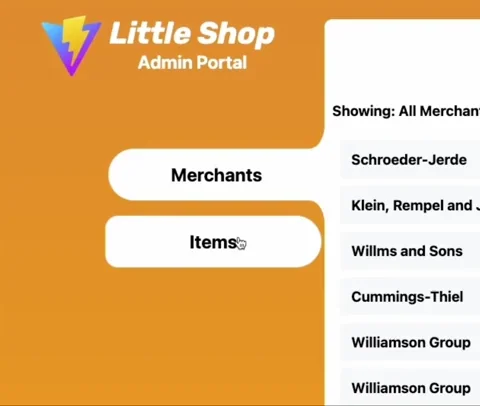 Little Shop
Admin Portal
Showing: All Merchan
Merchants
Items
Schroeder-Jerde
Klein, Rempel and
Willms and Sons
Cummings-Thiel
Williamson Group
Williamson Group